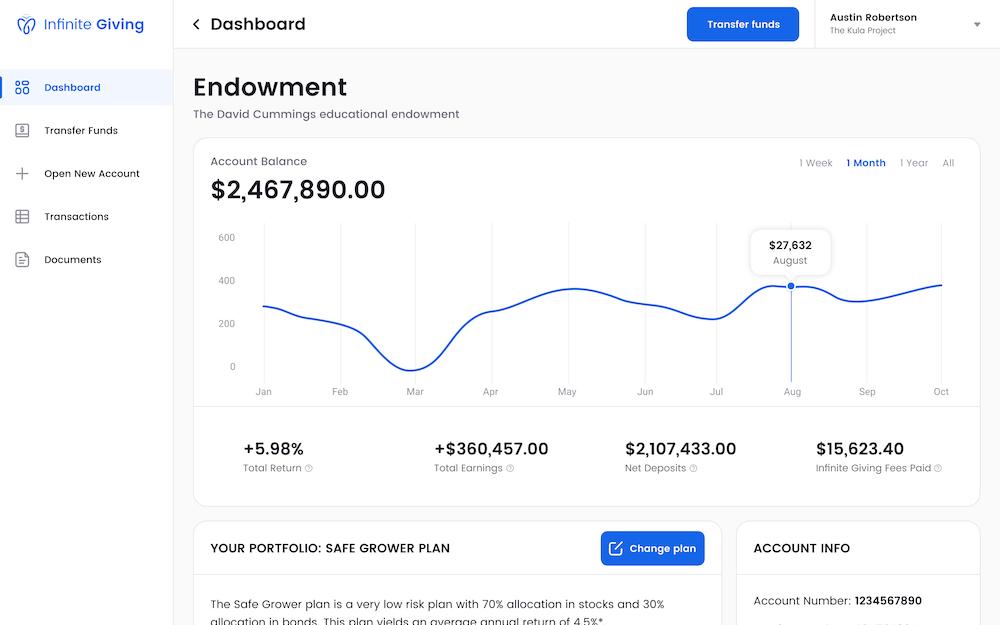 Infinite Giving
Dashboard
Transfer funds
Austin Robertson
The Kula Project
Dashboard
Transfer Funds
Open New Account
Transactions
Documents
Endowment
The David Cummings educational endowment
Account Balance
1 Week 1 Month 1 Year All
$2,467,890.00
600
400
200
0
$27,632
August
Jan Feb Mar Apr May Jun Jul Aug Sep Oct
+5.98% +$360,457.00 $2,107,433.00 $15,623.40
Total Return Total Earnings Net Deposits Infinite Giving Fees Paid
YOUR PORTFOLIO: SAFE GROWER PLAN
Change plan
The Safe Grower plan is a very low risk plan with 70% allocation in stocks and 30%
allocation in bonds. This plan yields an average annual return of 4.5%*
ACCOUNT INFO
Account Number: 1234567890